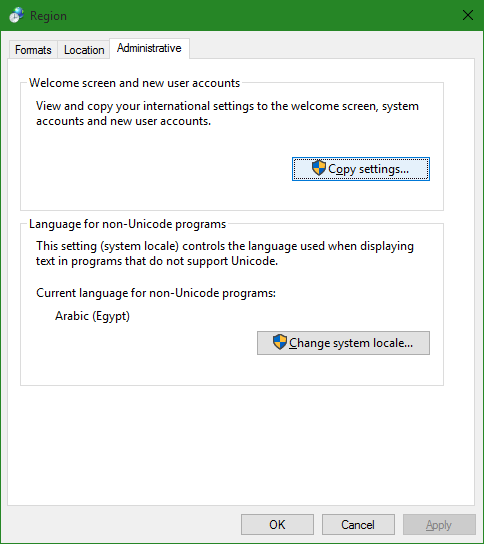 Region
Formats
Location
Administrative
Welcome screen and new user accounts
View and copy your international settings to the welcome screen, system
accounts and new user accounts.
Copy settings...
Language for non-Unicode programs
This setting (system locale) controls the language used when displaying
text in programs that do not support Unicode.
Current language for non-Unicode programs:
Arabic (Egypt)
Change system locale...
OK
Cancel
Apply